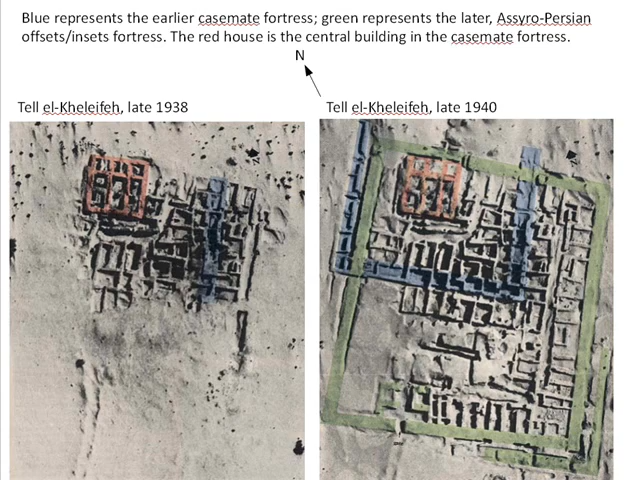 Blue represents the earlier casemate fortress; green represents the later, Assyro-Persian
offsets/insets fortress. The red house is the central building in the casemate fortress.
N
Tell el-Kheleifeh, late 1938
Tell el-Kheleifeh, late 1940